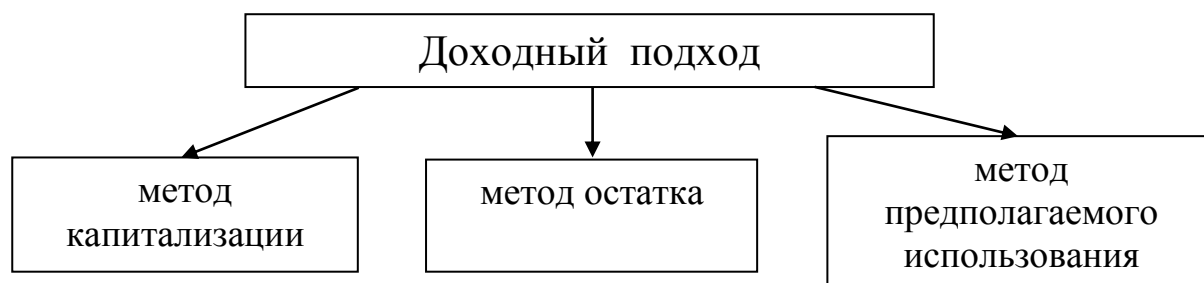 Доходный подход
метод
капитализации
метод остатка
метод
предполагаемого
использования